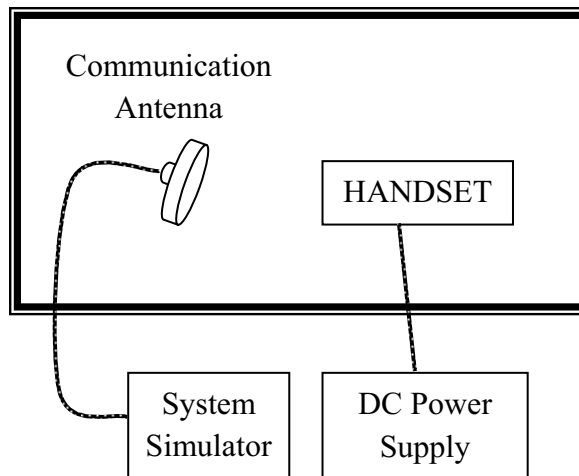 Communication
Antenna
HANDSET
System
Simulator
DC Power
Supply